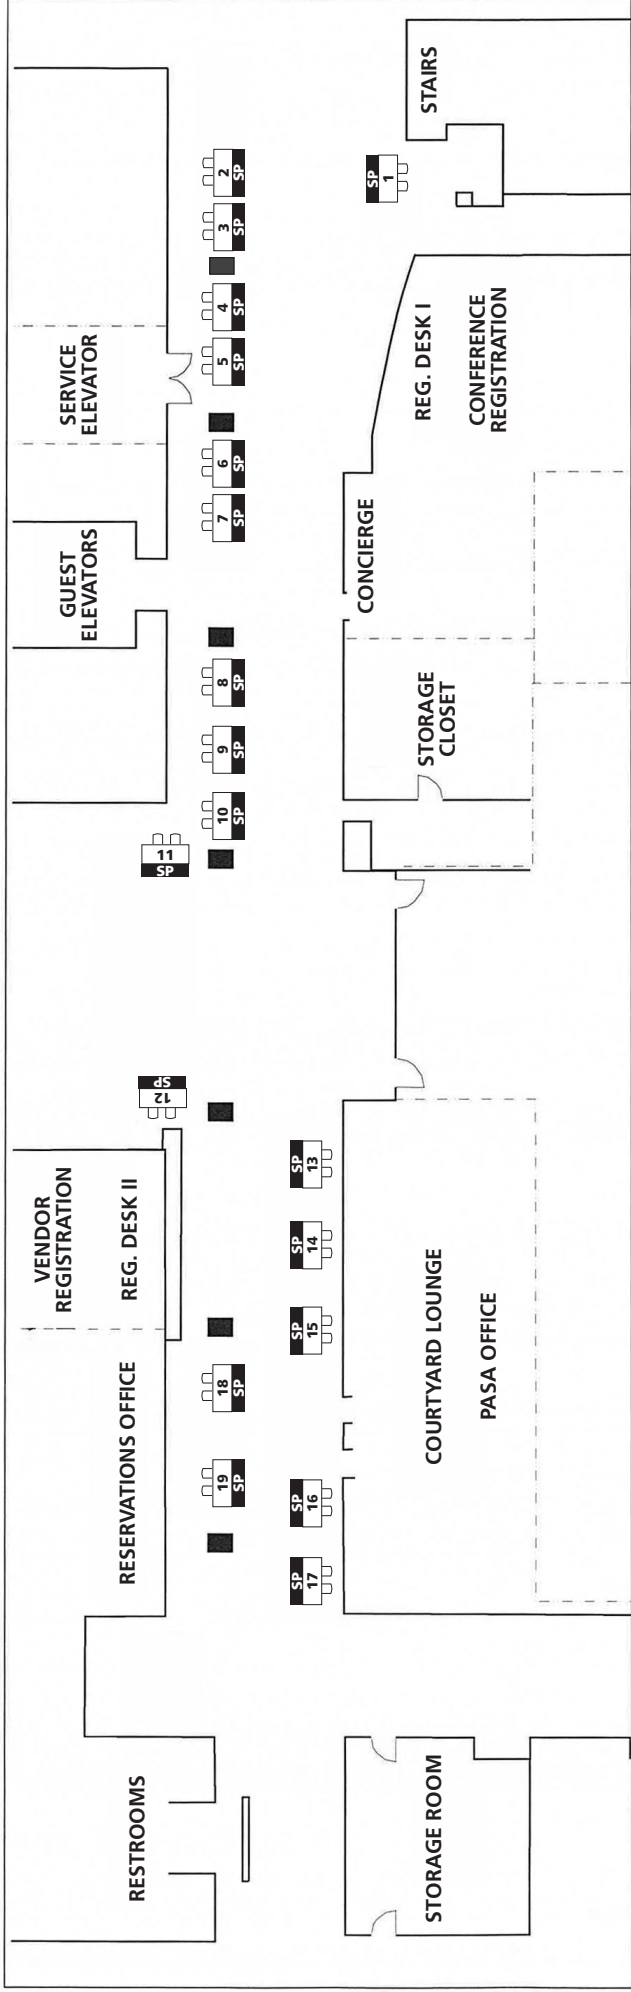 STAIRS
2
SP
1
SP
3
SP
4
SP
5
SP
SERVICE
ELEVATOR
REG. DESK I
CONFERENCE
REGISTRATION
6
SP
7
SP
GUEST
ELEVATORS
CONCIERGE
8
SP
9
SP
STORAGE
CLOSET
10
SP
11
SP
12
SP
VENDOR
REGISTRATION
REG. DESK II
13
SP
14
SP
15
SP
COURTYARD LOUNGE
PASA OFFICE
RESERVATIONS OFFICE
18
SP
19
SP
16
SP
17
SP
RESTROOMS
STORAGE ROOM